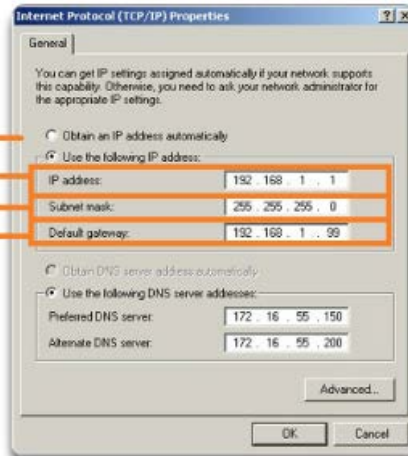 Internet Protocol (TCP/IP) Properties
General
You can get IP settings assigned automatically if your network supports
this capability. Otherwise, you need to ask your network administrator for
the appropriate IP settings.
Obtain an IP address automatically
Use the following IP address:
IP address: 192 . 168 . 1 . 1
Subnet mask: 255 . 255 . 255 . 0
Default gateway: 192 . 168 . 1 . 99
Obtain DNS server address automatically
Use the following DNS server addresses:
Preferred DNS server: 172 . 16 . 55 . 150
Alternate DNS server: 172 . 16 . 55 . 200
Advanced...
OK Cancel